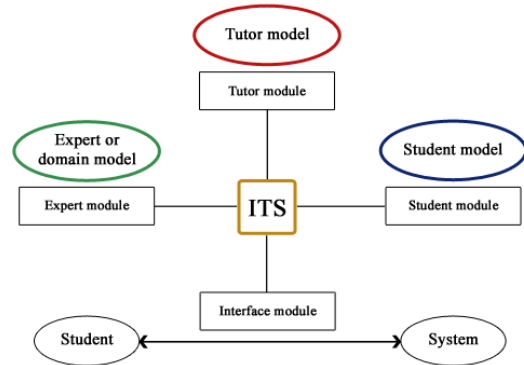 Tutor model
Tutor module
Expert or
domain model
Student model
Expert module
ITS
Student module
Interface module
Student
System